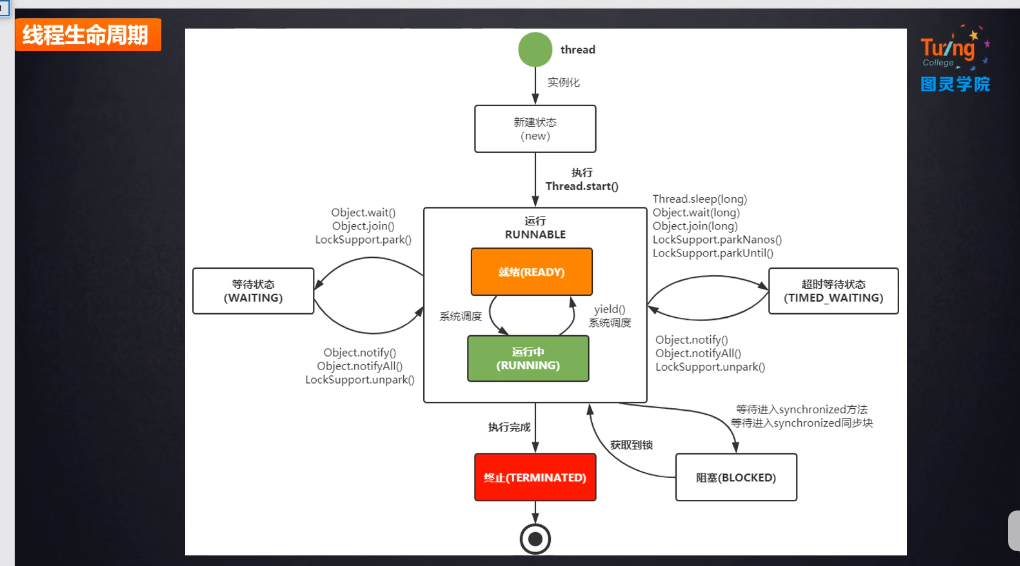 线程生命周期
Tuling
College
图灵学院
thread
实例化
新建状态
(new)
执行
Thread.start()
Object.wait()
Object.join()
LockSupport.park()
运行
RUNNABLE
Thread.sleep(long)
Object.wait(long)
Object.join(long)
LockSupport.parkNanos()
LockSupport.parkUntil()
就绪(READY)
等待状态
(WAITING)
超时等待状态
(TIMED_WAITING)
系统调度
yield()
系统调度
运行中
(RUNNING)
Object.notify()
Object.notifyAll()
LockSupport.unpark()
Object.notify()
Object.notifyAll()
LockSupport.unpark()
执行完成
等待进入synchronized方法
等待进入synchronized同步块
获取到锁
终止(TERMINATED)
阻塞(BLOCKED)